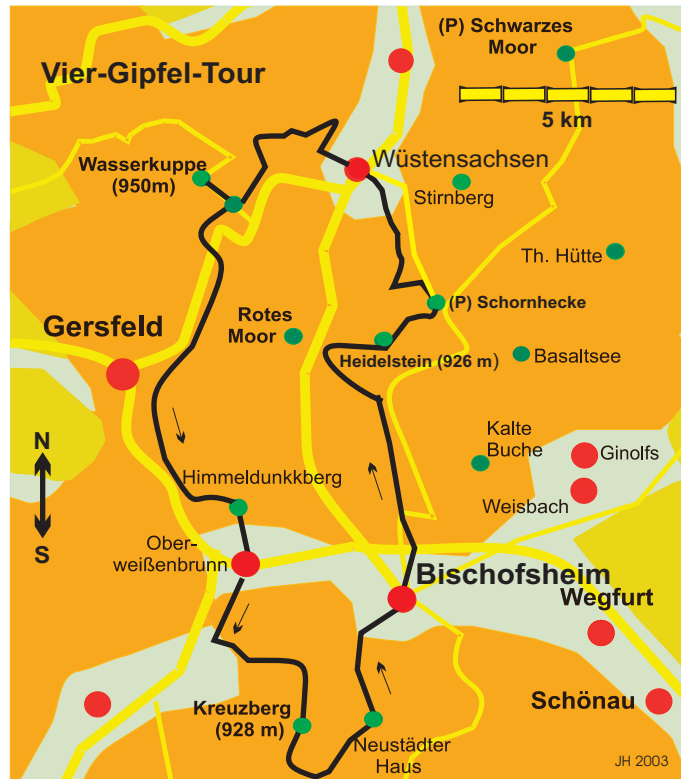 (P) Schwarzes
Moor
Vier-Gipfel-Tour
5 km
Wasserkuppe
(950m)
Wüstensachsen
Stirnberg
Th. Hütte
(P) Schornhecke
Rotes
Moor
Gersfeld
Heidelstein (926 m)
Basaltsee
Kalte
Buche
Ginolfs
N
S
Himmeldunkkberg
Weisbach
Ober-
weißenbrunn
Bischofsheim
Wegfurt
Kreuzberg
(928 m)
Schönau
Neustädter
Haus
JH 2003